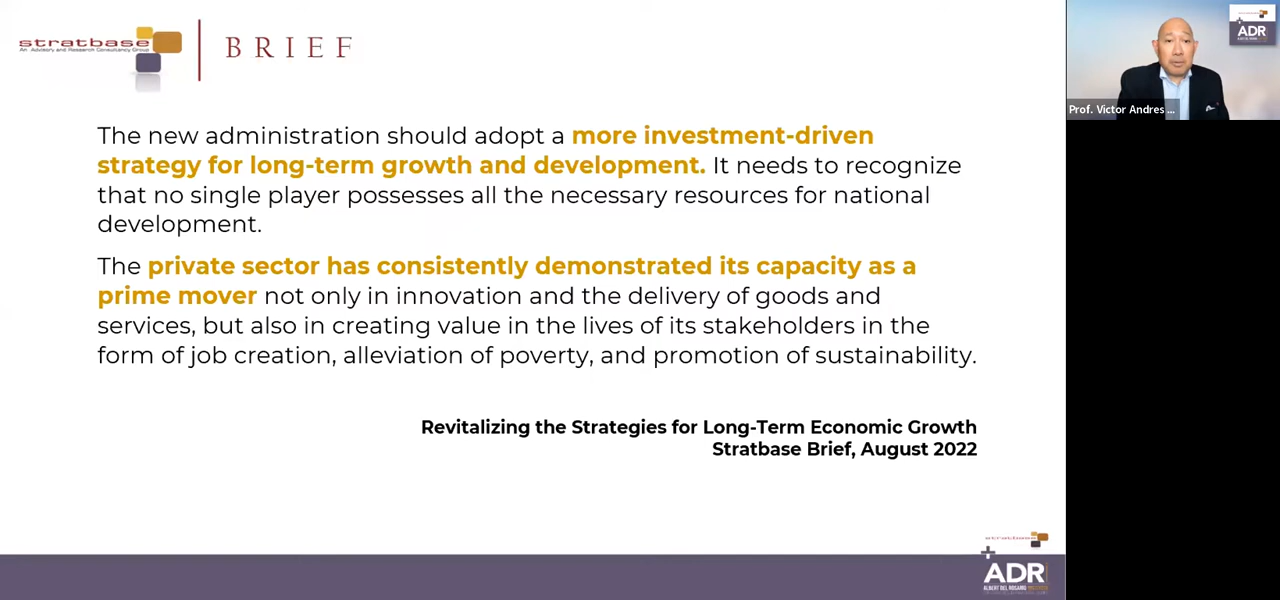 stratbase
An Advisory and Research Consultancy Group
BRIEF
The new administration should adopt a more investment-driven
strategy for long-term growth and development. It needs to recognize
that no single player possesses all the necessary resources for national
development.
The private sector has consistently demonstrated its capacity as a
prime mover not only in innovation and the delivery of goods and
services, but also in creating value in the lives of its stakeholders in the
form of job creation, alleviation of poverty, and promotion of sustainability.
Revitalizing the Strategies for Long-Term Economic Growth
Stratbase Brief, August 2022
stratbase
ADR
ALBERT DEL ROSARIO
ADR
Prof. Victor Andres ...